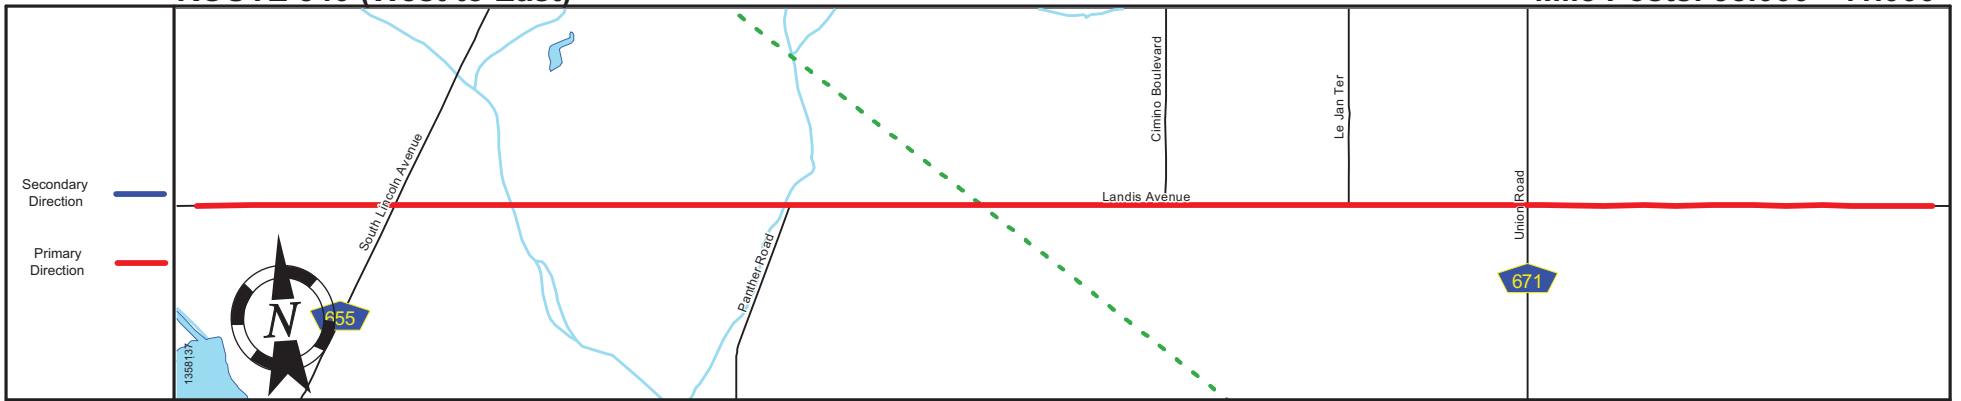 Secondary
Direction
Primary
Direction
South Lincoln Avenue
655
N
1358137
Panther Road
Landis Avenue
Cimino Boulevard
Le Jan Ter
Union Road
671